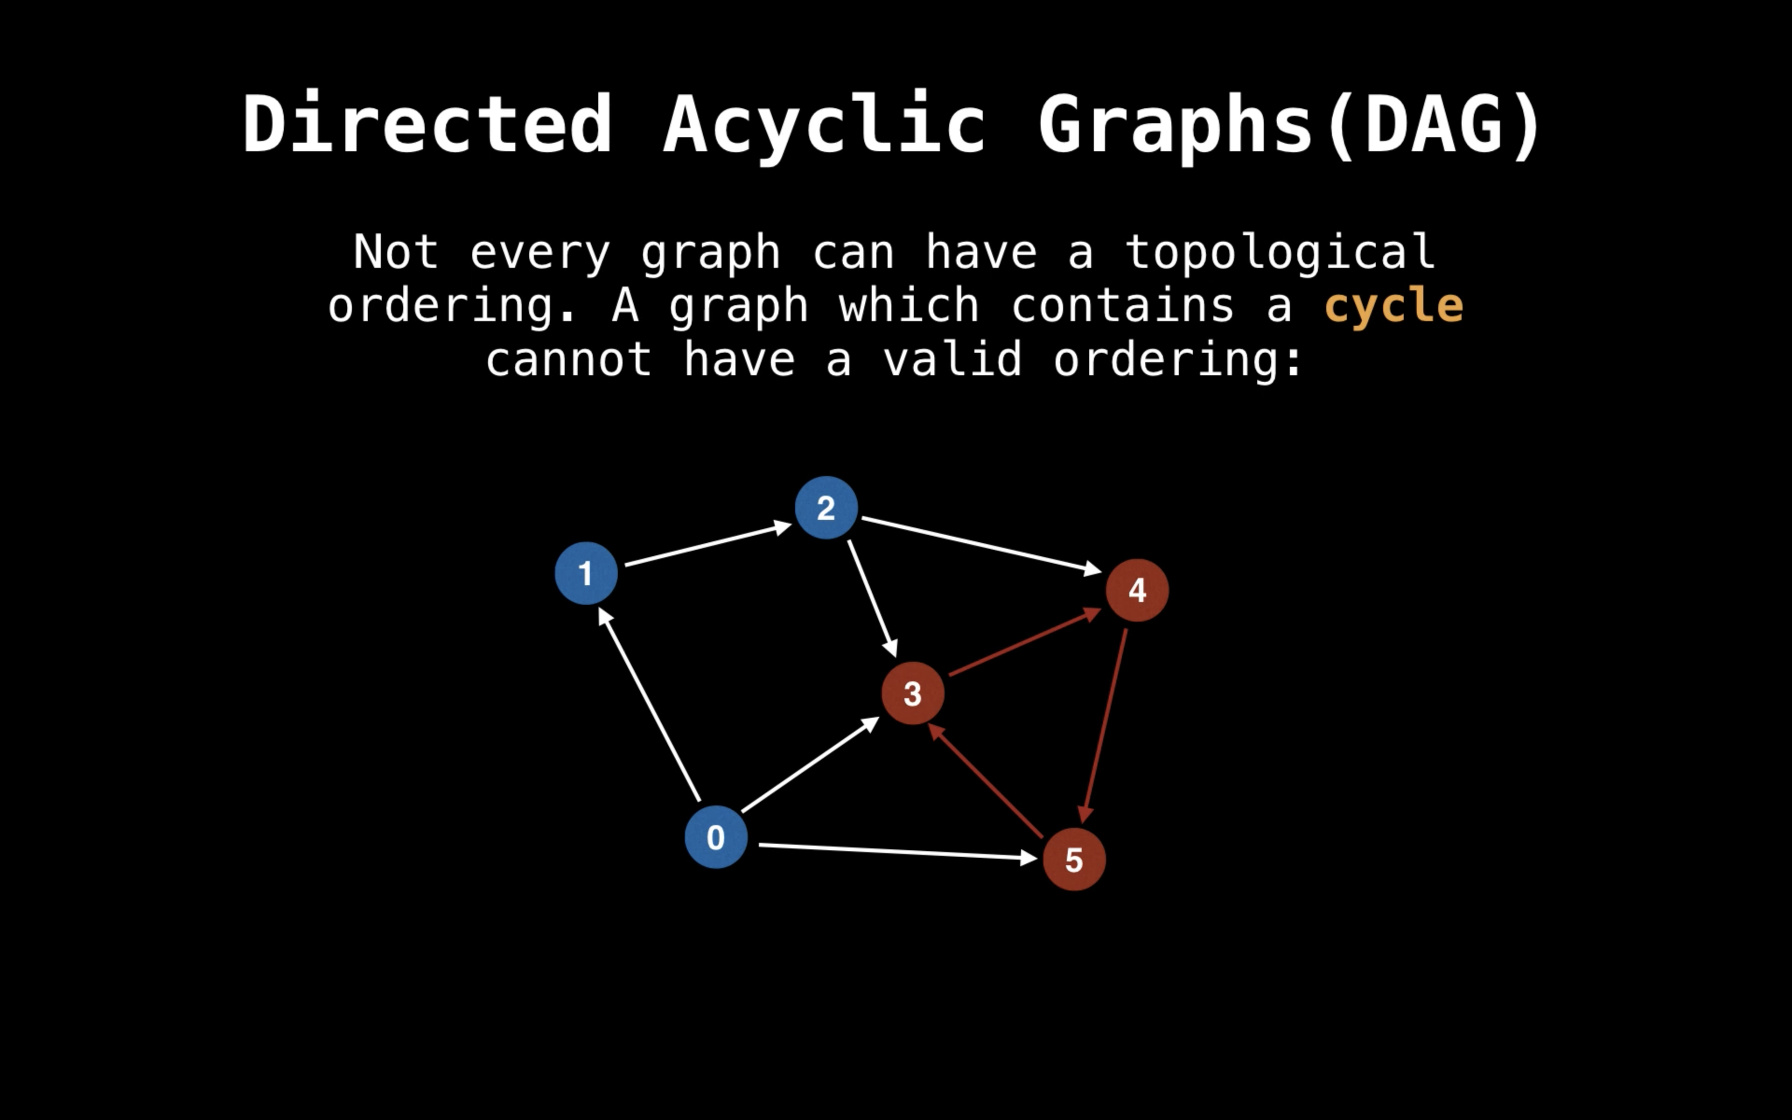 Directed Acyclic Graphs(DAG)
Not every graph can have a topological
ordering. A graph which contains a cycle
cannot have a valid ordering:
2
1
4
3
0
5